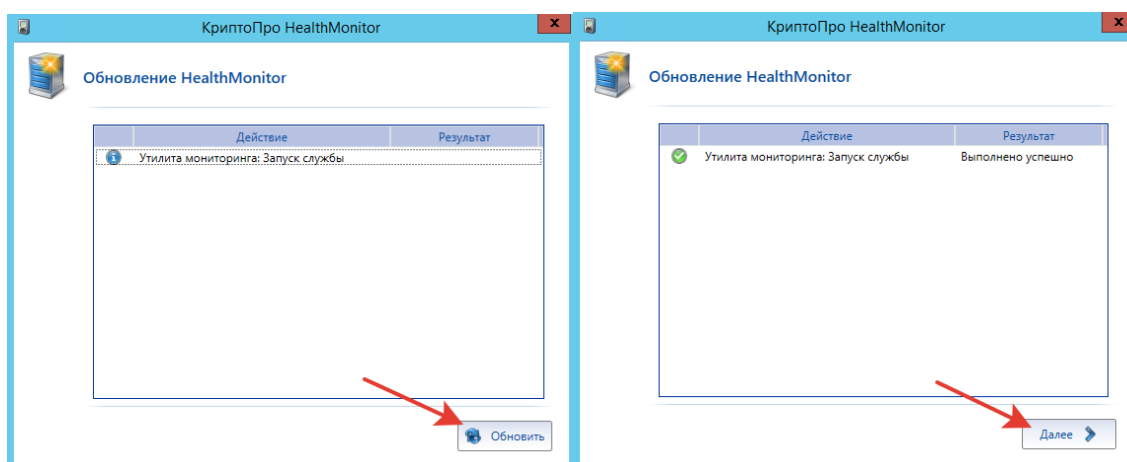 КриптоПро HealthMonitor
x
Обновление HealthMonitor
Действие Результат
Утилита мониторинга: Запуск службы
Обновить
КриптоПро HealthMonitor
x
Обновление HealthMonitor
Действие Результат
Утилита мониторинга: Запуск службы Выполнено успешно
Далее